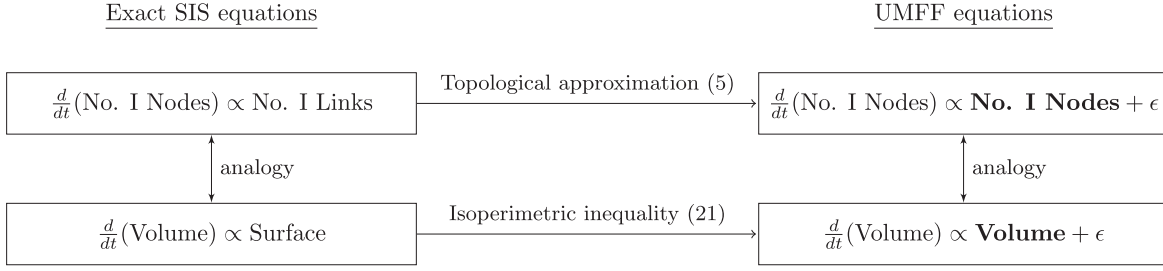 Exact SIS equations
UMFF equations
d/dt(No. I Nodes) ∝ No. I Links
Topological approximation (5)
d/dt(No. I Nodes) ∝ No. I Nodes + ϵ
analogy
analogy
d/dt(Volume) ∝ Surface
Isoperimetric inequality (21)
d/dt(Volume) ∝ Volume + ϵ